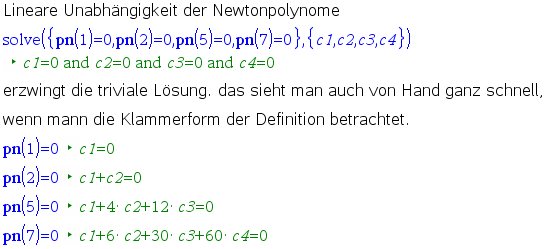 Lineare Unabhängigkeit der Newtonpolynome
solve({pn(1)=0,pn(2)=0,pn(5)=0,pn(7)=0},{c1,c2,c3,c4})
‣ c1=0 and c2=0 and c3=0 and c4=0
erzwingt die triviale Lösung. das sieht man auch von Hand ganz schnell,
wenn mann die Klammerform der Definition betrachtet.
pn(1)=0 ‣ c1=0
pn(2)=0 ‣ c1+c2=0
pn(5)=0 ‣ c1+4· c2+12· c3=0
pn(7)=0 ‣ c1+6· c2+30· c3+60· c4=0